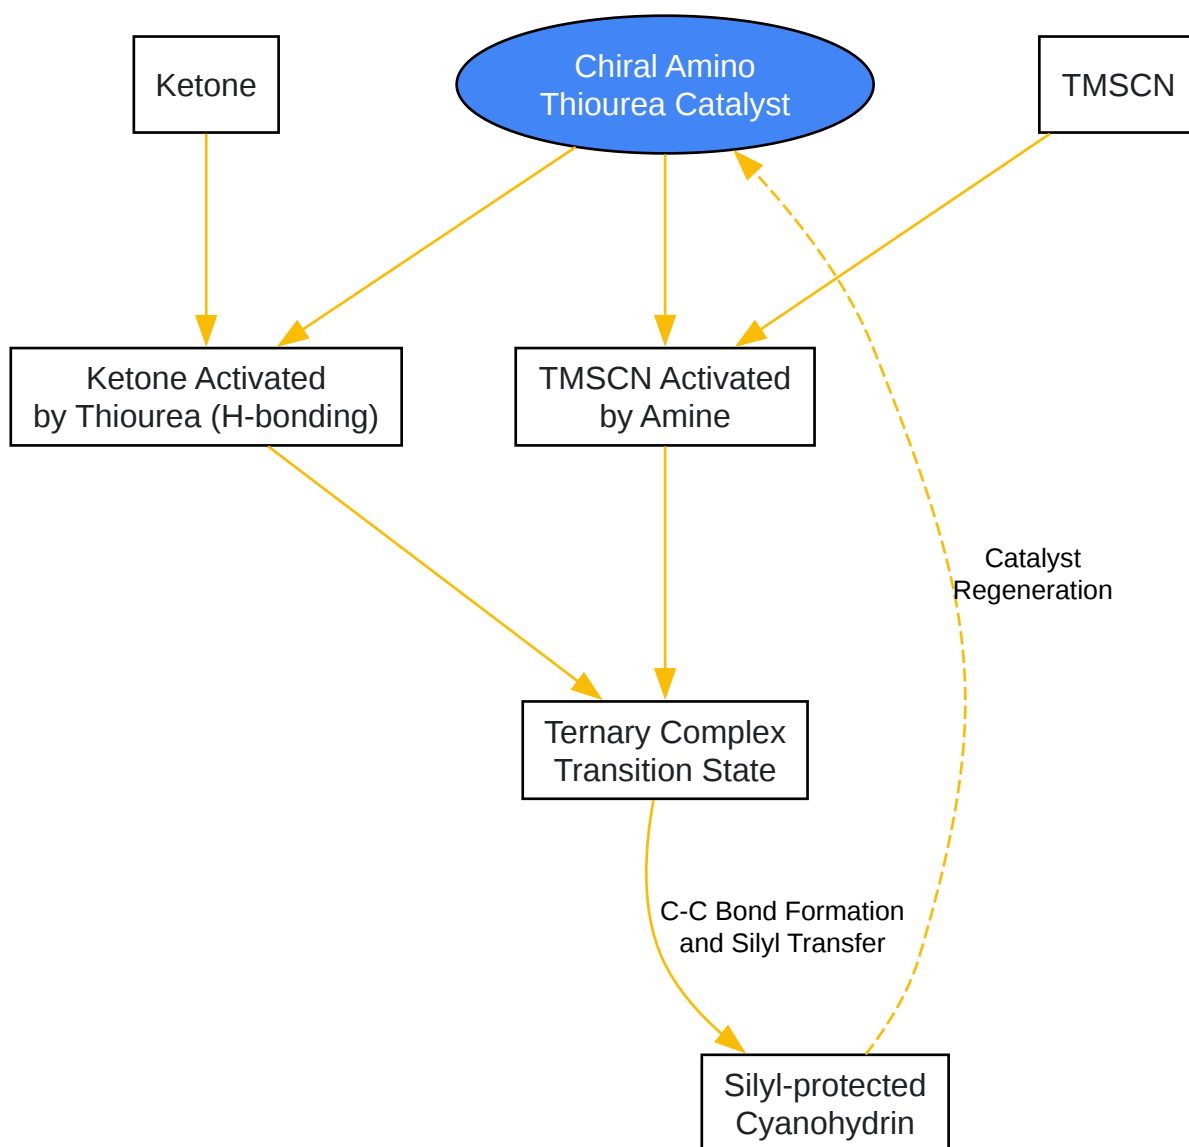 Ketone
Chiral Amino
Thiourea Catalyst
TMSCN
Ketone Activated
by Thiourea (H-bonding)
TMSCN Activated
by Amine
Catalyst
Regeneration
Ternary Complex
Transition State
C-C Bond Formation
and Silyl Transfer
Silyl-protected
Cyanohydrin